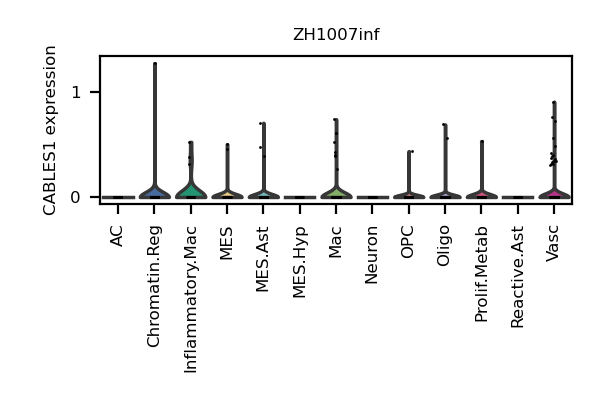 ZH1007inf
CABLES1 expression
1
0
AC
Chromatin.Reg
Inflammatory.Mac
MES
MES.Ast
MES.Hyp
Mac
Neuron
OPC
Oligo
Prolif.Metab
Reactive.Ast
Vasc